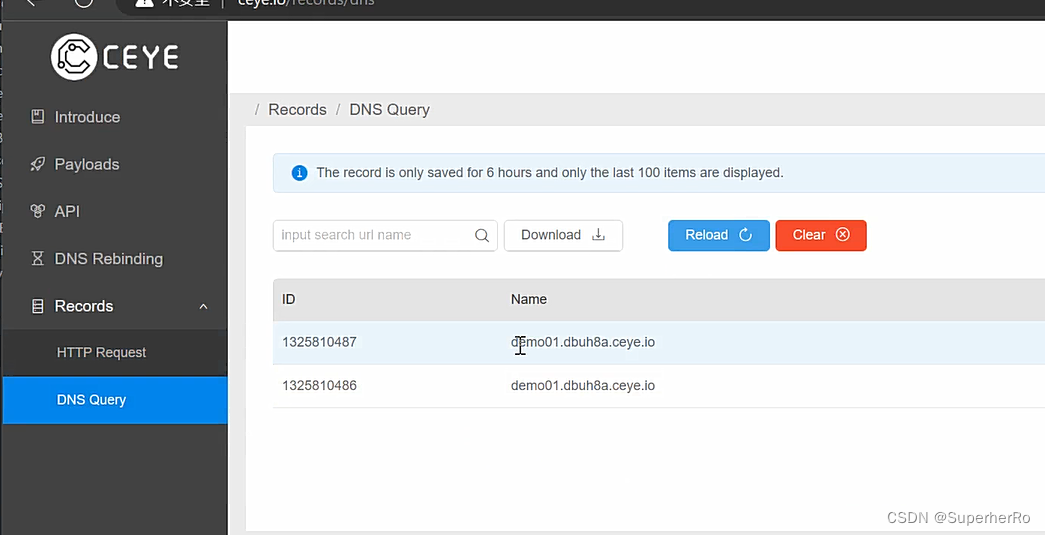 不安全 | ceye.io/records/dns
CEYE
Introduce
Payloads
API
DNS Rebinding
Records
HTTP Request
DNS Query
/ Records / DNS Query
The record is only saved for 6 hours and only the last 100 items are displayed.
input search url name
Download
Reload
Clear
ID Name
1325810487 demo01.dbuh8a.ceye.io
1325810486 demo01.dbuh8a.ceye.io
CSDN @SuperherRo